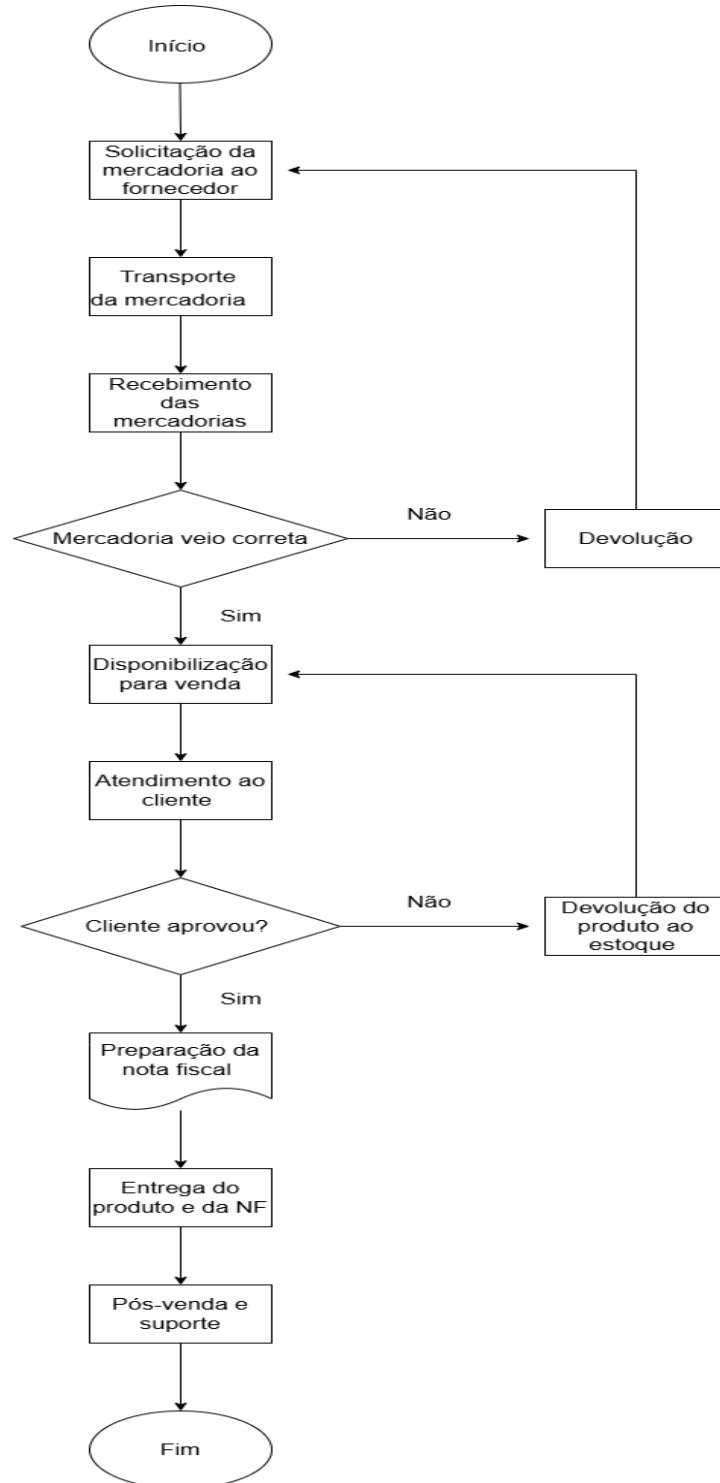 Início
Solicitação da
mercadoria ao
fornecedor
Transporte
da mercadoria
Recebimento
das
mercadorias
Mercadoria veio correta
Não
Devolução
Sim
Disponibilização
para venda
Atendimento ao
cliente
Cliente aprovou?
Não
Devolução do
produto ao
estoque
Sim
Preparação da
nota fiscal
Entrega do
produto e da NF
Pós-venda e
suporte
Fim